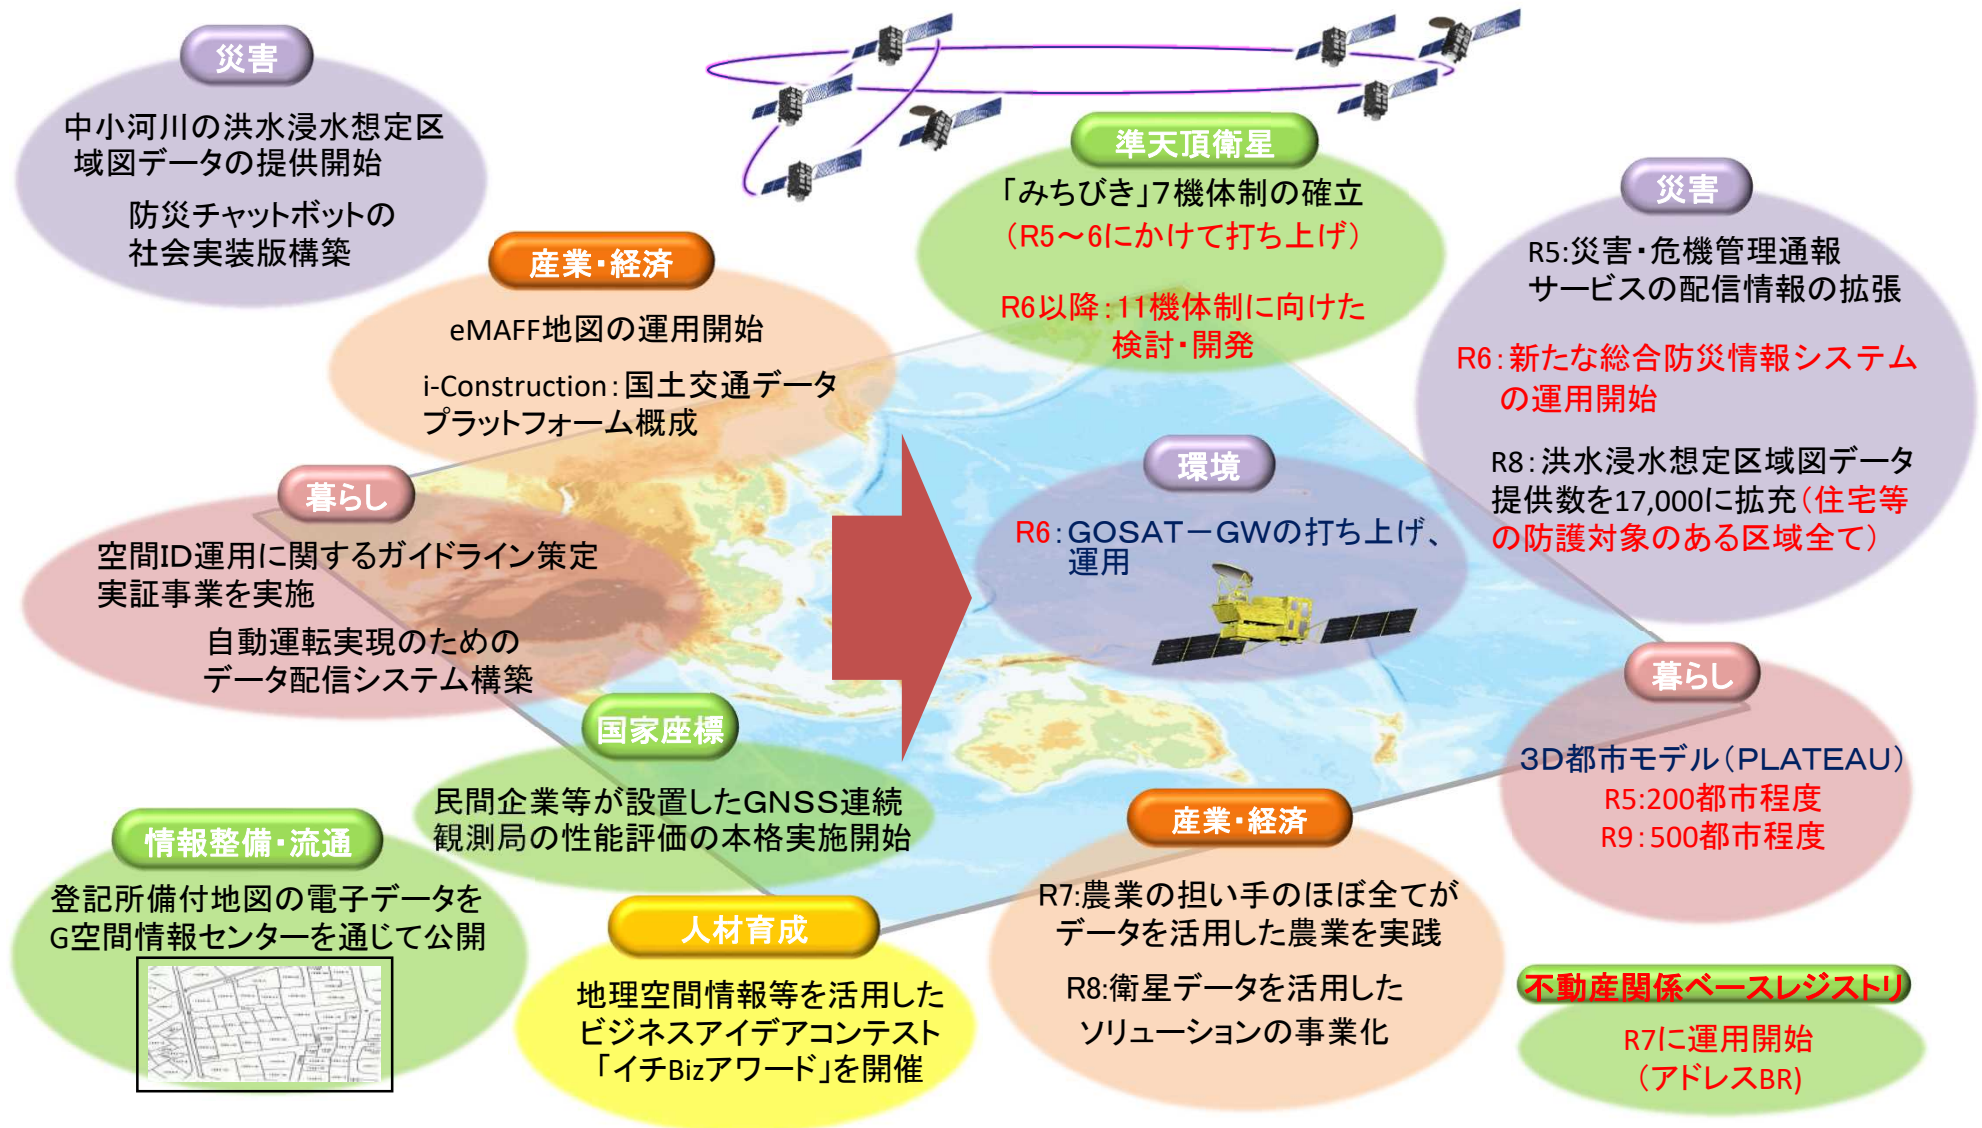 災害
中小河川の洪水浸水想定区
域図データの提供開始
防災チャットボットの
社会実装版構築
産業・経済
eMAFF地図の運用開始
i-Construction：国土交通データ
プラットフォーム概成
暮らし
空間ID運用に関するガイドライン策定
実証事業を実施
自動運転実現のための
データ配信システム構築
国家座標
民間企業等が設置したGNSS連続
観測局の性能評価の本格実施開始
情報整備・流通
登記所備付地図の電子データを
G空間情報センターを通じて公開
人材育成
地理空間情報等を活用した
ビジネスアイデアコンテスト
「イチBizアワード」を開催
準天頂衛星
「みちびき」7機体制の確立
（R5～6にかけて打ち上げ）
R6以降：11機体制に向けた
検討・開発
災害
R5:災害・危機管理通報
サービスの配信情報の拡張
R6：新たな総合防災情報システム
の運用開始
R8：洪水浸水想定区域図データ
提供数を17,000に拡充（住宅等
の防護対象のある区域全て）
環境
R6：GOSAT－GWの打ち上げ、
運用
暮らし
3D都市モデル（PLATEAU）
R5:200都市程度
R9：500都市程度
産業・経済
R7:農業の担い手のほぼ全てが
データを活用した農業を実践
R8:衛星データを活用した
ソリューションの事業化
不動産関係ベースレジストリ
R7に運用開始
（アドレスBR)